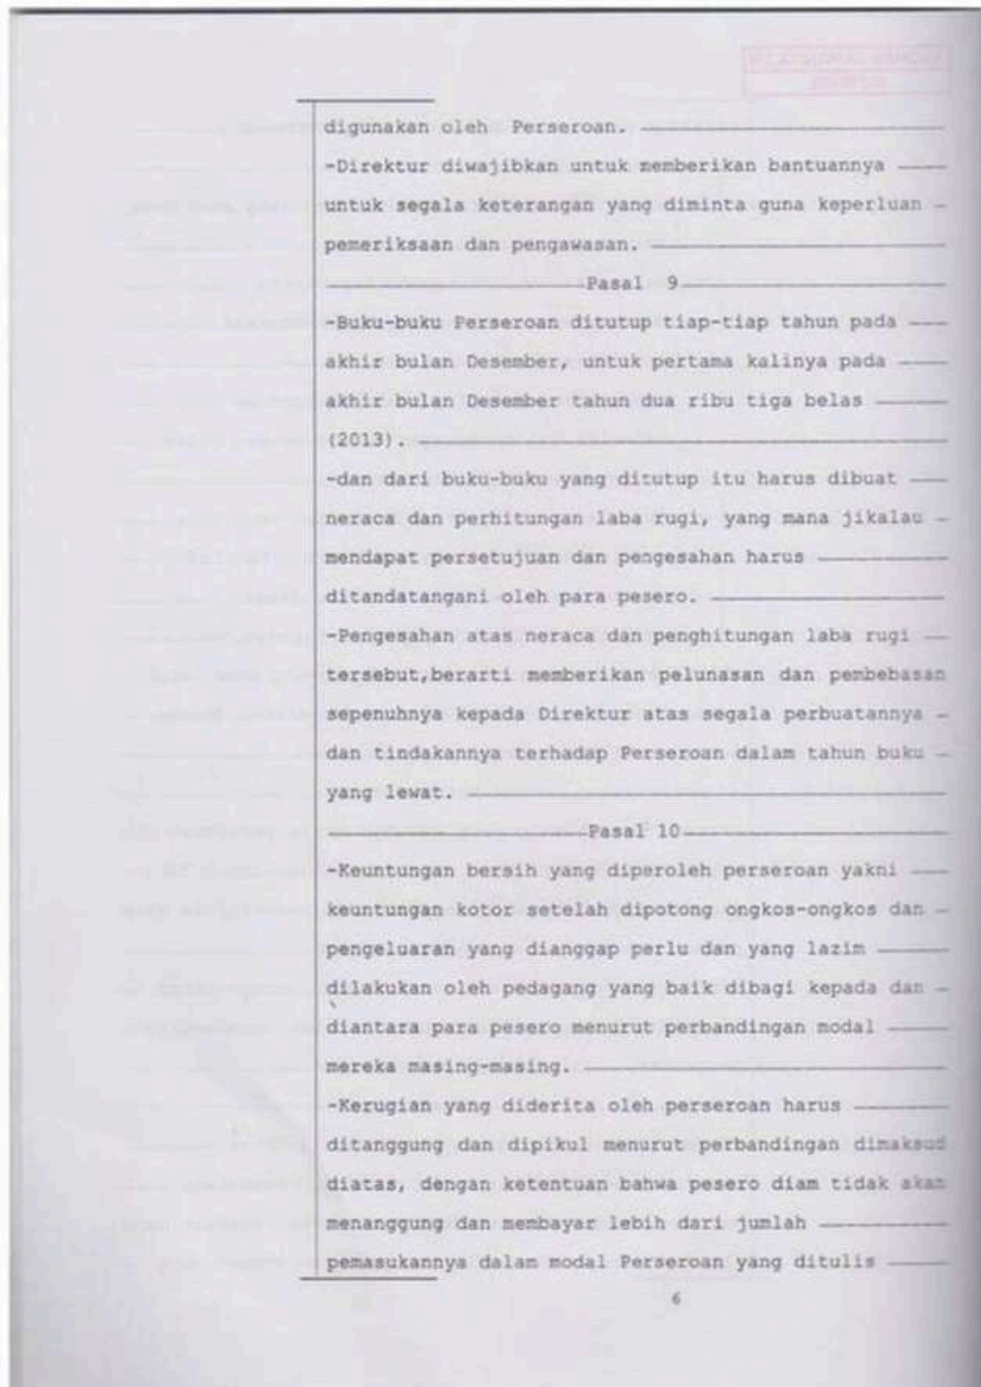 digunakan oleh Perseroan.
-Direktur diwajibkan untuk memberikan bantuannya
untuk segala keterangan yang diminta guna keperluan
pemeriksaan dan pengawasan.
Pasal 9
-Buku-buku Perseroan ditutup tiap-tiap tahun pada
akhir bulan Desember, untuk pertama kalinya pada
akhir bulan Desember tahun dua ribu tiga belas
(2013).
-dan dari buku-buku yang ditutup itu harus dibuat
neraca dan perhitungan laba rugi, yang mana jikalau
mendapat persetujuan dan pengesahan harus
ditandatangani oleh para pesero.
-Pengesahan atas neraca dan penghitungan laba rugi
tersebut,berarti memberikan pelunasan dan pembebasan
sepenuhnya kepada Direktur atas segala perbuatannya
dan tindakannya terhadap Perseroan dalam tahun buku
yang lewat.
Pasal 10
-Keuntungan bersih yang diperoleh perseroan yakni
keuntungan kotor setelah dipotong ongkos-ongkos dan
pengeluaran yang dianggap perlu dan yang lazim
dilakukan oleh pedagang yang baik dibagi kepada dan
diantara para pesero menurut perbandingan modal
mereka masing-masing.
-Kerugian yang diderita oleh perseroan harus
ditanggung dan dipikul menurut perbandingan dimaksud
diatas, dengan ketentuan bahwa pesero diam tidak akan
menanggung dan membayar lebih dari jumlah
pemasukannya dalam modal Perseroan yang ditulis
6